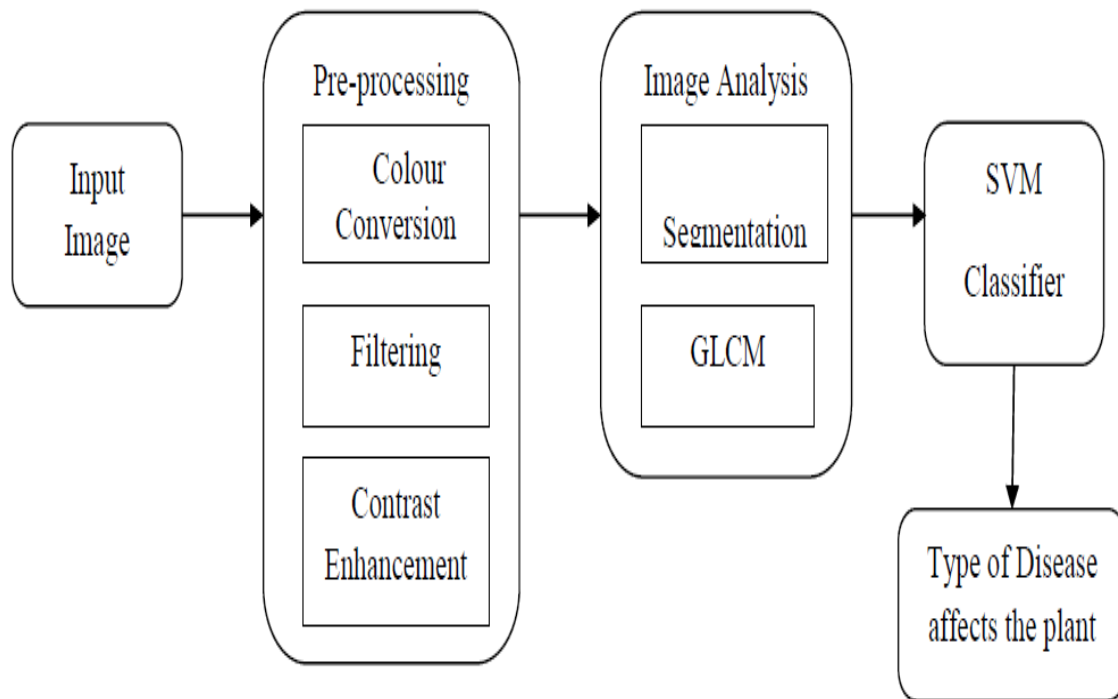 Input
Image
Pre-processing
Colour
Conversion
Filtering
Contrast
Enhancement
Image Analysis
Segmentation
GLCM
SVM
Classifier
Type of Disease
affects the plant